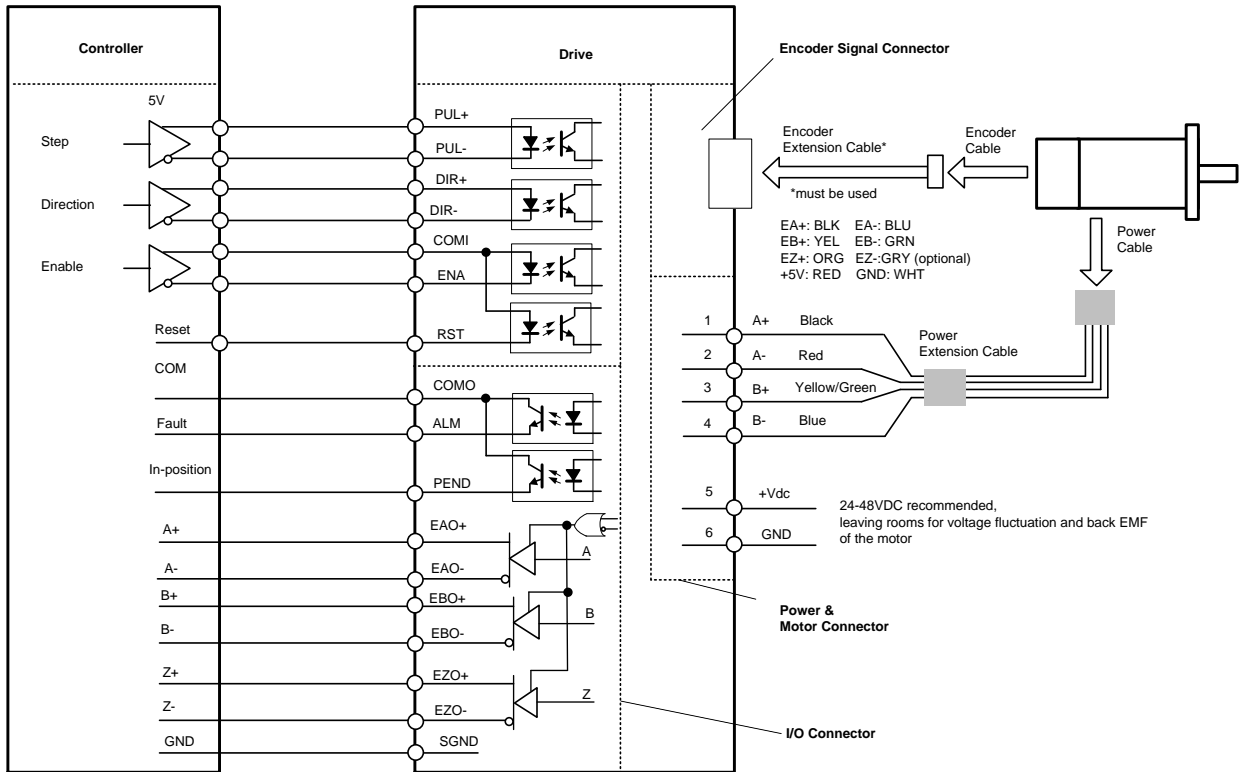 Controller
Drive
Encoder Signal Connector
5V
Step
Direction
Enable
Reset
COM
Fault
In-position
A+
A-
B+
B-
Z+
Z-
GND
PUL+
PUL-
DIR+
DIR-
COMI
ENA
RST
COMO
ALM
PEND
EAO+
EAO-
EBO+
EBO-
EZO+
EZO-
SGND
A
B
Z
Encoder
Extension Cable*
Encoder
Cable
*must be used
EA+: BLK EA-: BLU
EB+: YEL EB-: GRN
EZ+: ORG EZ-:GRY (optional)
+5V: RED GND: WHT
Power
Cable
1 A+ Black
2 A- Red
3 B+ Yellow/Green
4 B- Blue
Power
Extension Cable
5 +Vdc
6 GND
24-48VDC recommended,
leaving rooms for voltage fluctuation and back EMF
of the motor
Power &
Motor Connector
I/O Connector